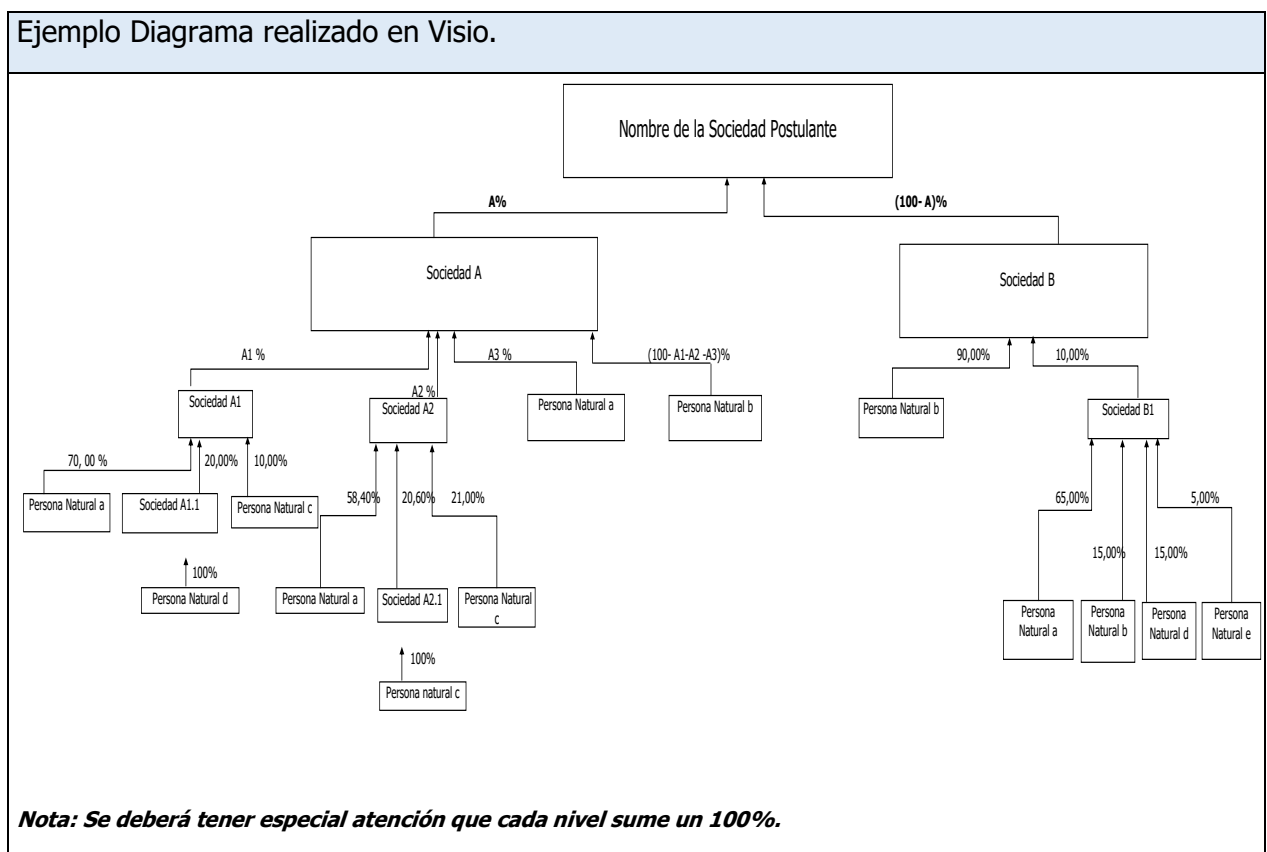 Ejemplo Diagrama realizado en Visio.
Nombre de la Sociedad Postulante
A%
(100- A)%
Sociedad A
Sociedad B
A1 %
A2 %
A3 %
(100- A1-A2 -A3)%
90,00%
10,00%
Sociedad A1
Sociedad A2
Persona Natural a
Persona Natural b
Persona Natural b
Sociedad B1
70, 00 %
20,00%
10,00%
58,40%
20,60%
21,00%
65,00%
15,00%
15,00%
5,00%
Persona Natural a
Sociedad A1.1
Persona Natural c
100%
Persona Natural d
Persona Natural a
Sociedad A2.1
Persona Natural
c
Persona
Natural a
Persona
Natural b
Persona
Natural d
Persona
Natural e
100%
Persona natural c
Nota: Se deberá tener especial atención que cada nivel sume un 100%.